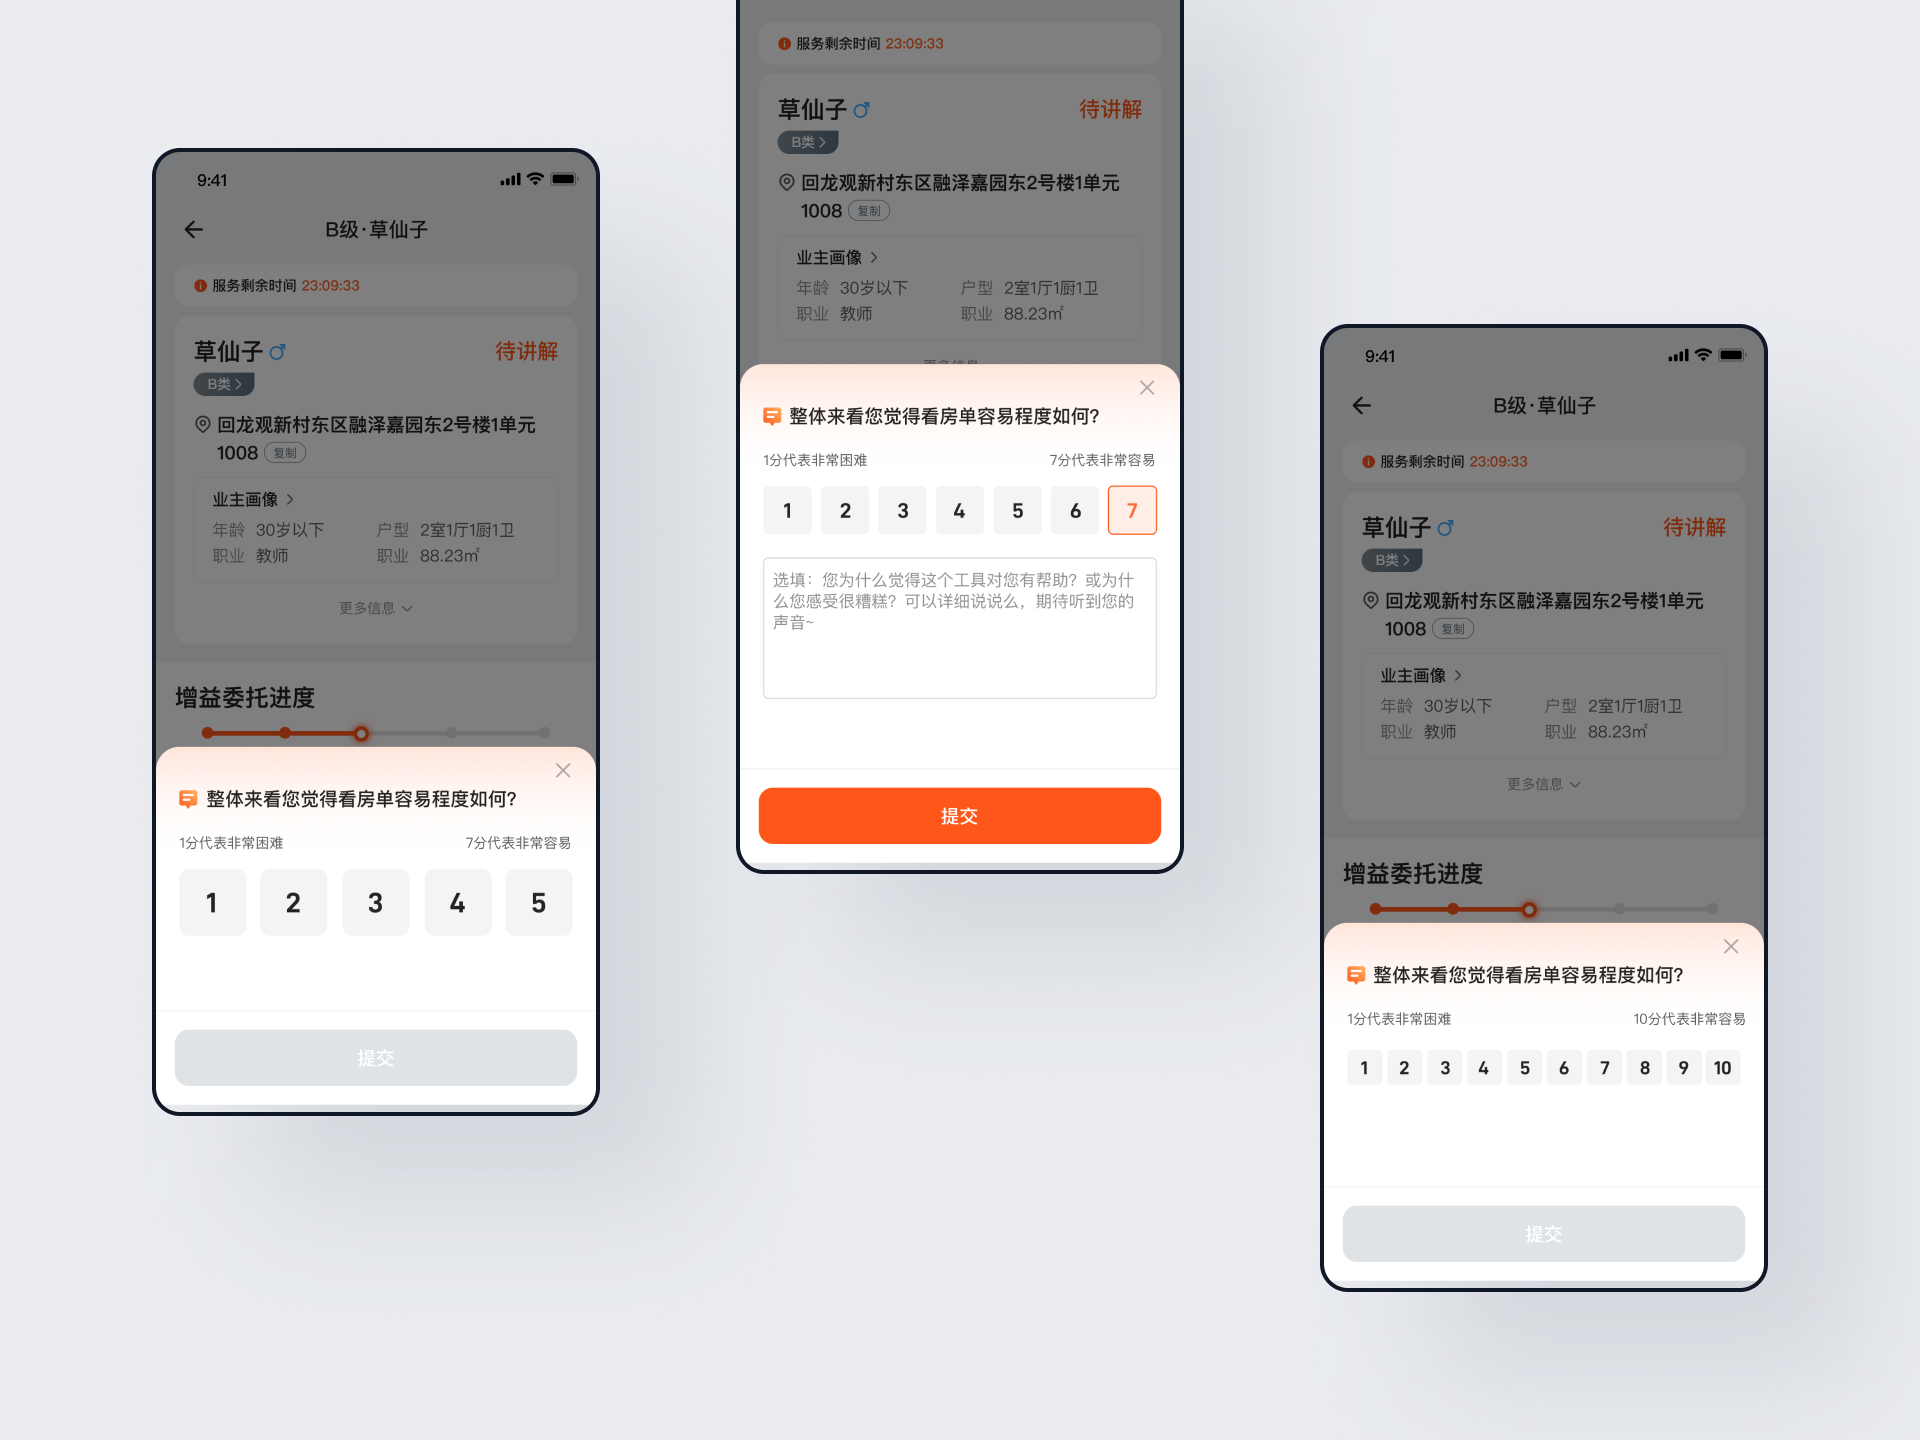 9:41
B级·草仙子
服务剩余时间 23:09:33
草仙子
待讲解
B类
回龙观新村东区融泽嘉园东2号楼1单元
1008 复制
业主画像
年龄 30岁以下 户型 2室1厅1厨1卫
职业 教师 职业 88.23㎡
更多信息
增益委托进度
整体来看您觉得看房单容易程度如何?
1分代表非常困难 7分代表非常容易
1 2 3 4 5
提交
服务剩余时间 23:09:33
草仙子
待讲解
B类
回龙观新村东区融泽嘉园东2号楼1单元
1008 复制
业主画像
年龄 30岁以下 户型 2室1厅1厨1卫
职业 教师 职业 88.23㎡
更多信息
整体来看您觉得看房单容易程度如何?
1分代表非常困难 7分代表非常容易
1 2 3 4 5 6 7
选填：您为什么觉得这个工具对您有帮助？或为什
么您感受很糟糕？可以详细说说么，期待听到您的
声音~
提交
9:41
B级·草仙子
服务剩余时间 23:09:33
草仙子
待讲解
B类
回龙观新村东区融泽嘉园东2号楼1单元
1008 复制
业主画像
年龄 30岁以下 户型 2室1厅1厨1卫
职业 教师 职业 88.23㎡
更多信息
增益委托进度
整体来看您觉得看房单容易程度如何?
1分代表非常困难 10分代表非常容易
1 2 3 4 5 6 7 8 9 10
提交